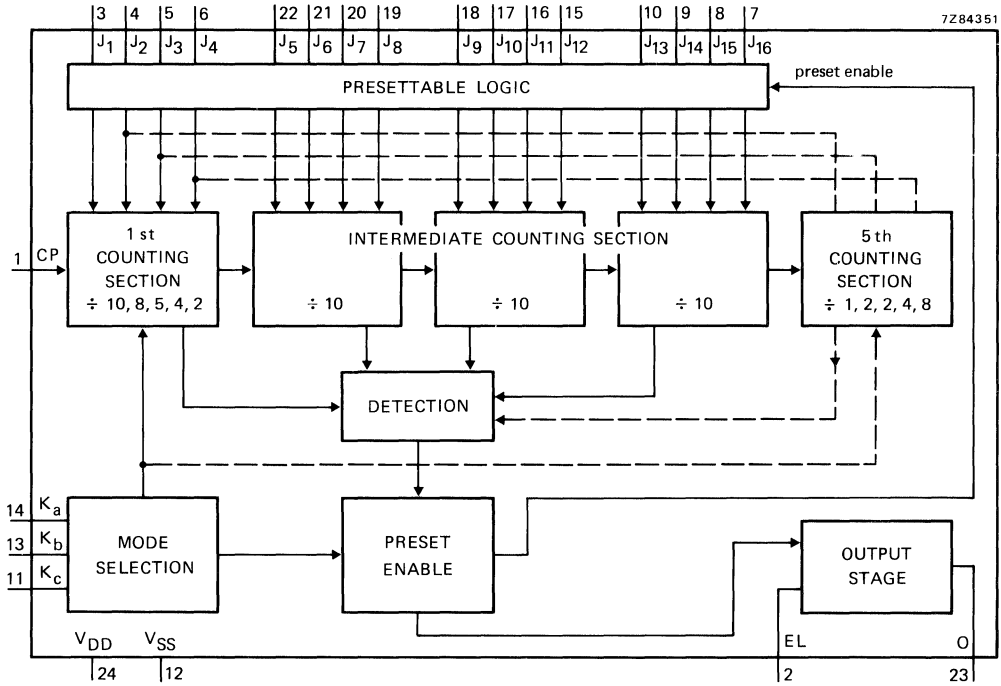 3 4 5 6 22 21 20 19 18 17 16 15 10 9 8 7
7Z84351
J1 J2 J3 J4 J5 J6 J7 J8 J9 J10 J11 J12 J13 J14 J15 J16
PRESETTABLE LOGIC
preset enable
1 CP
1 st
COUNTING
SECTION
÷ 10, 8, 5, 4, 2
INTERMEDIATE COUNTING SECTION
÷ 10
÷ 10
÷ 10
5 th
COUNTING
SECTION
÷ 1, 2, 2, 4, 8
DETECTION
14 Ka
13 Kb
11 Kc
MODE
SELECTION
PRESET
ENABLE
OUTPUT
STAGE
VDD VSS
EL O
24 12 2 23